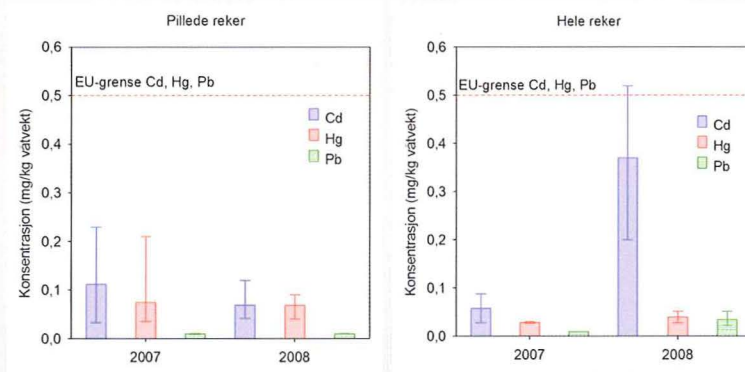 Pillede reker
Konsentrasjon (mg/kg våtvekt)
0,6
0,5
0,4
0,3
0,2
0,1
0,0
EU-grense Cd, Hg, Pb
Cd
Hg
Pb
2007
2008
Hele reker
Konsentrasjon (mg/kg våtvekt)
0,6
0,5
0,4
0,3
0,2
0,1
0,0
EU-grense Cd, Hg, Pb
Cd
Hg
Pb
2007
2008